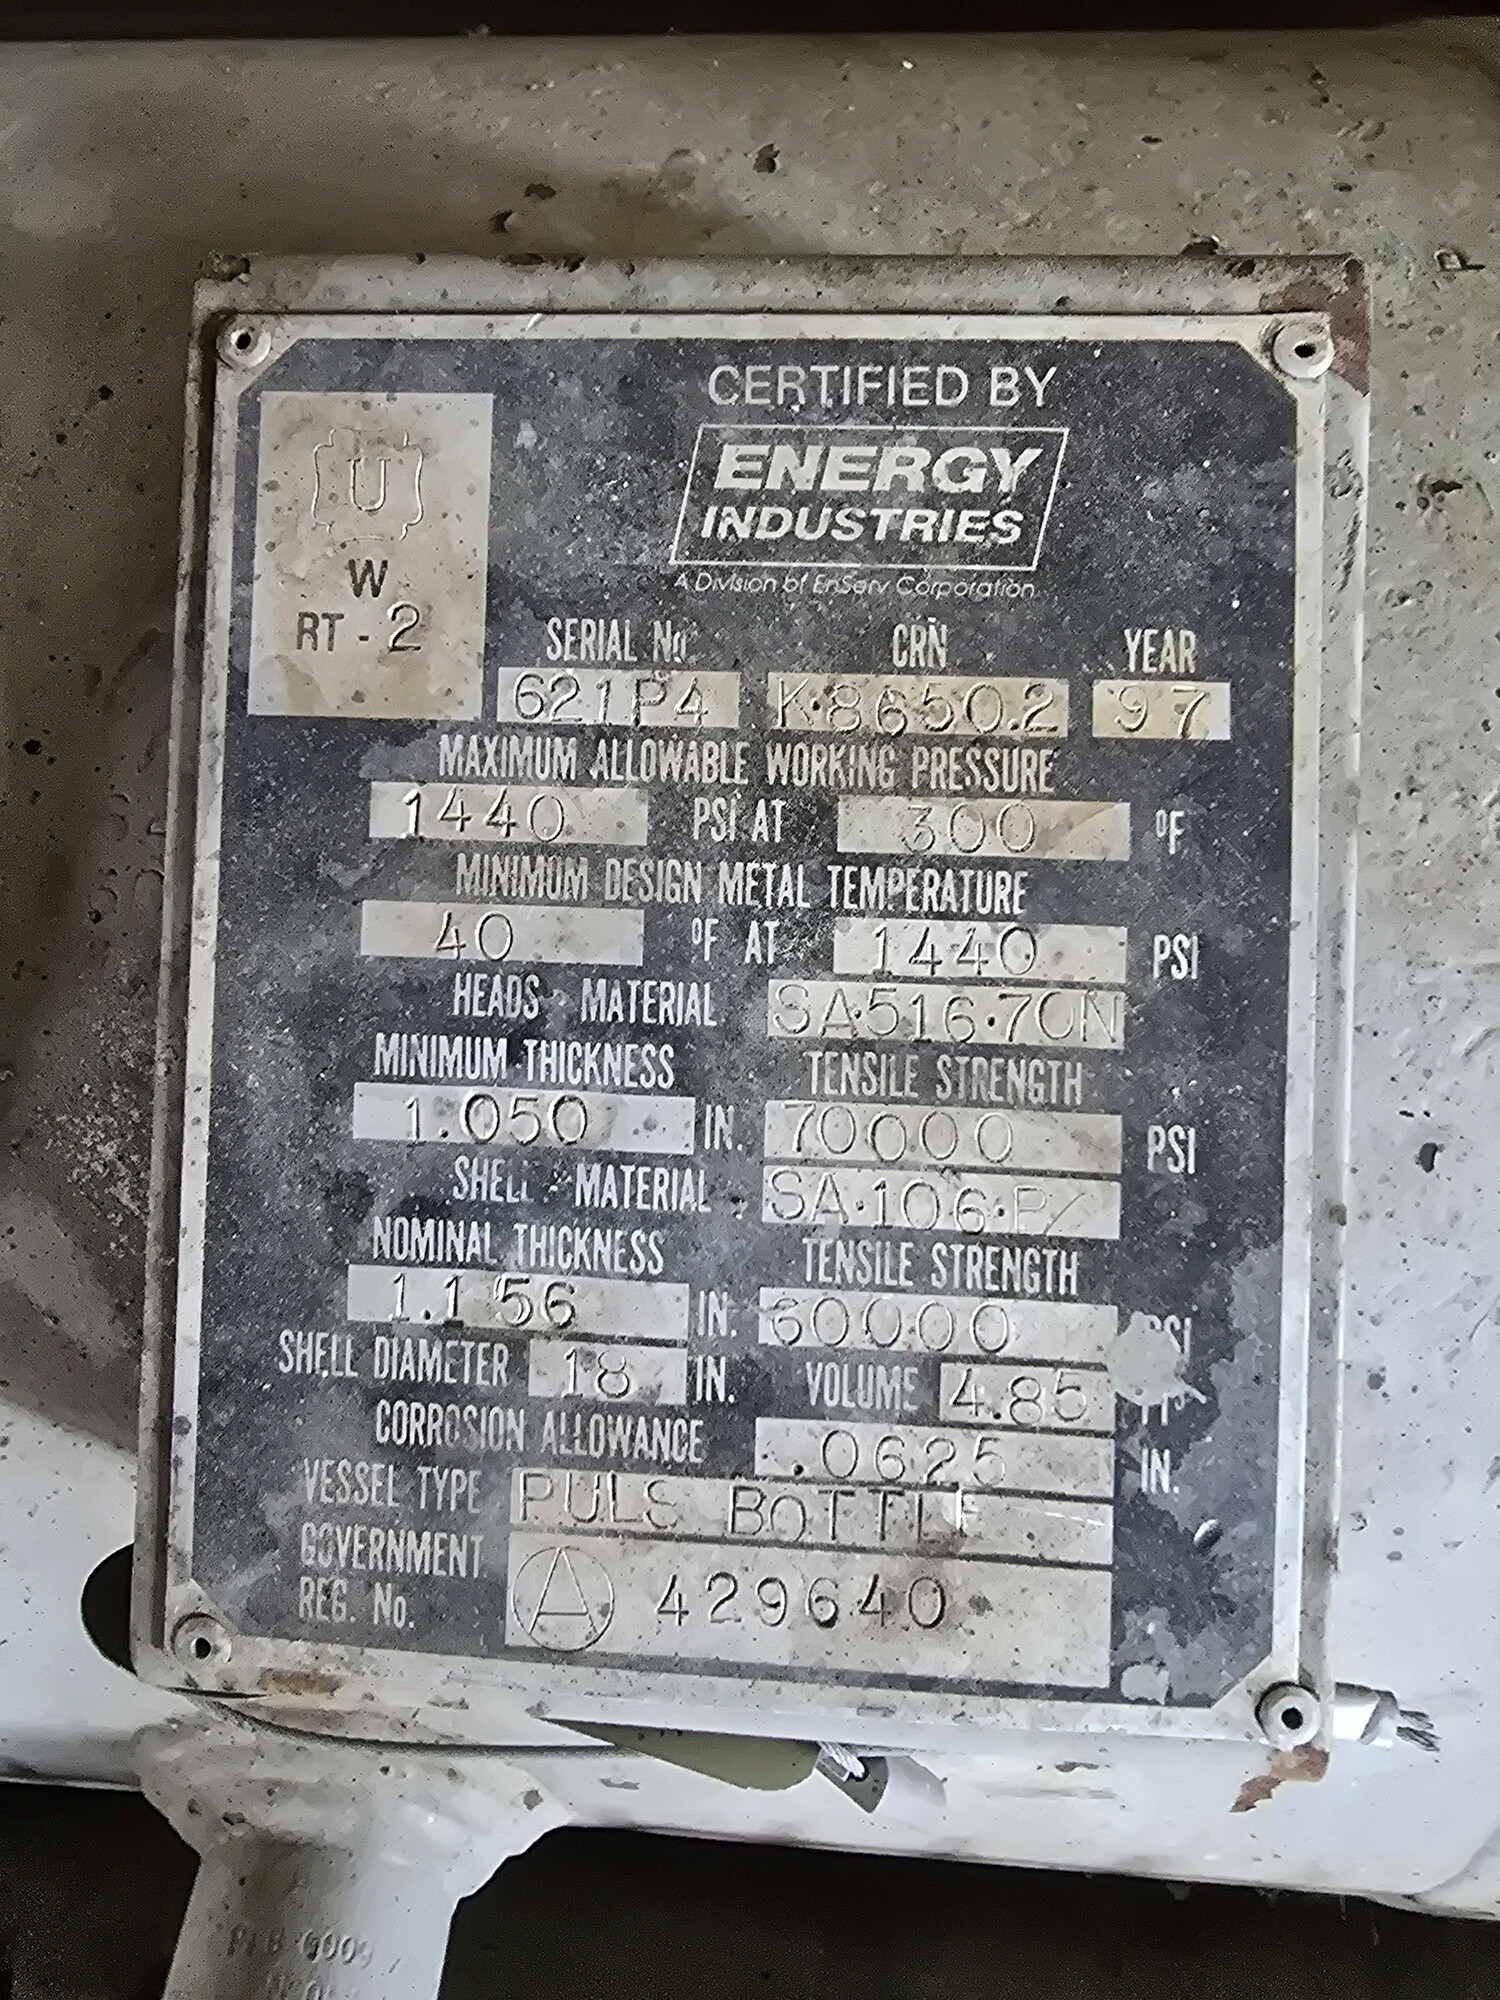 CERTIFIED BY
ENERGY
INDUSTRIES
A Division of EnServ Corporation
U
W
RT - 2
SERIAL No CRN YEAR
621P4 K·8650.2 97
MAXIMUM ALLOWABLE WORKING PRESSURE
1440 PSI AT 300 °F
MINIMUM DESIGN METAL TEMPERATURE
40 °F AT 1440 PSI
HEADS - MATERIAL SA·516·70N
MINIMUM THICKNESS TENSILE STRENGTH
1.050 IN. 70000 PSI
SHELL - MATERIAL SA·106·B
NOMINAL THICKNESS TENSILE STRENGTH
1.156 IN. 60000 PSI
SHELL DIAMETER 18 IN. VOLUME 4.85
CORROSION ALLOWANCE .0625 IN.
VESSEL TYPE PULS BOTTLE
GOVERNMENT
REG. No. A 429640